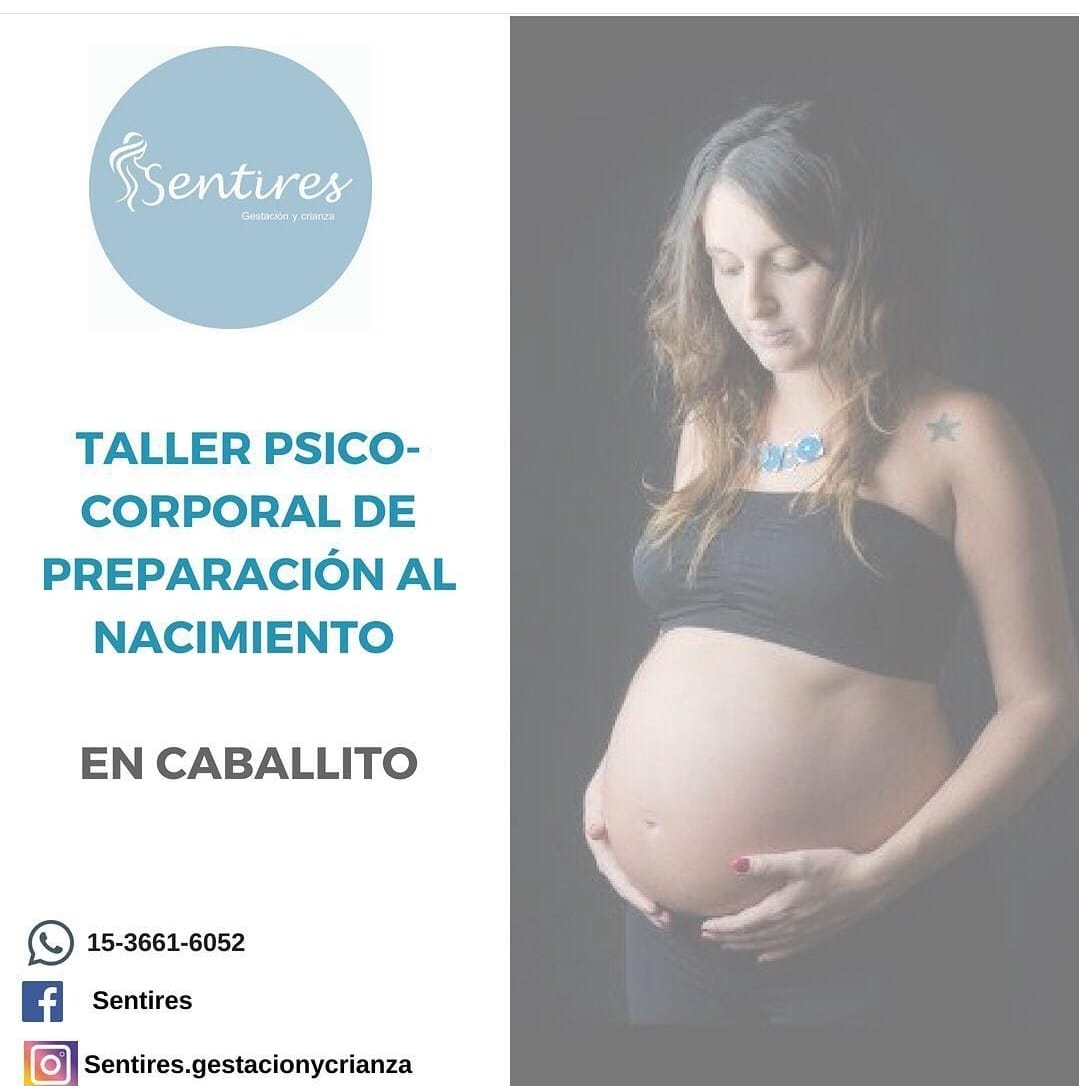 Sentires
Gestación y crianza
TALLER PSICO-
CORPORAL DE
PREPARACIÓN AL
NACIMIENTO
EN CABALLITO
15-3661-6052
Sentires
Sentires.gestacionycrianza